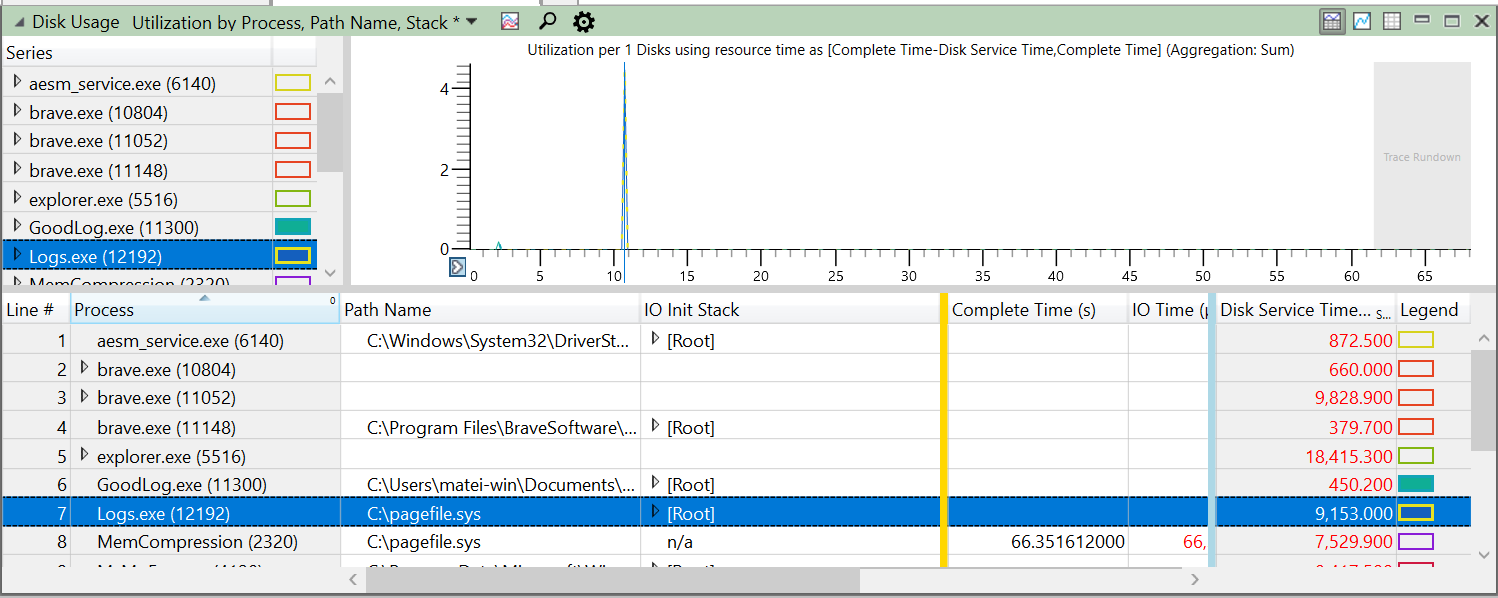 Disk Usage Utilization by Process, Path Name, Stack *
Series
aesm_service.exe (6140)
brave.exe (10804)
brave.exe (11052)
brave.exe (11148)
explorer.exe (5516)
GoodLog.exe (11300)
Logs.exe (12192)
MemCompression (2320)
Utilization per 1 Disks using resource time as [Complete Time-Disk Service Time,Complete Time] (Aggregation: Sum)
4
2
0
Trace Rundown
0 5 10 15 20 25 30 35 40 45 50 55 60 65
Line # Process 0 Path Name IO Init Stack Complete Time (s) IO Time ( Disk Service Time... s... Legend
1 aesm_service.exe (6140) C:\Windows\System32\DriverSt... [Root] 872.500
2 brave.exe (10804) 660.000
3 brave.exe (11052) 9,828.900
4 brave.exe (11148) C:\Program Files\BraveSoftware\... [Root] 379.700
5 explorer.exe (5516) 18,415.300
6 GoodLog.exe (11300) C:\Users\matei-win\Documents\... [Root] 450.200
7 Logs.exe (12192) C:\pagefile.sys [Root] 9,153.000
8 MemCompression (2320) C:\pagefile.sys n/a 66.351612000 66, 7,529.900